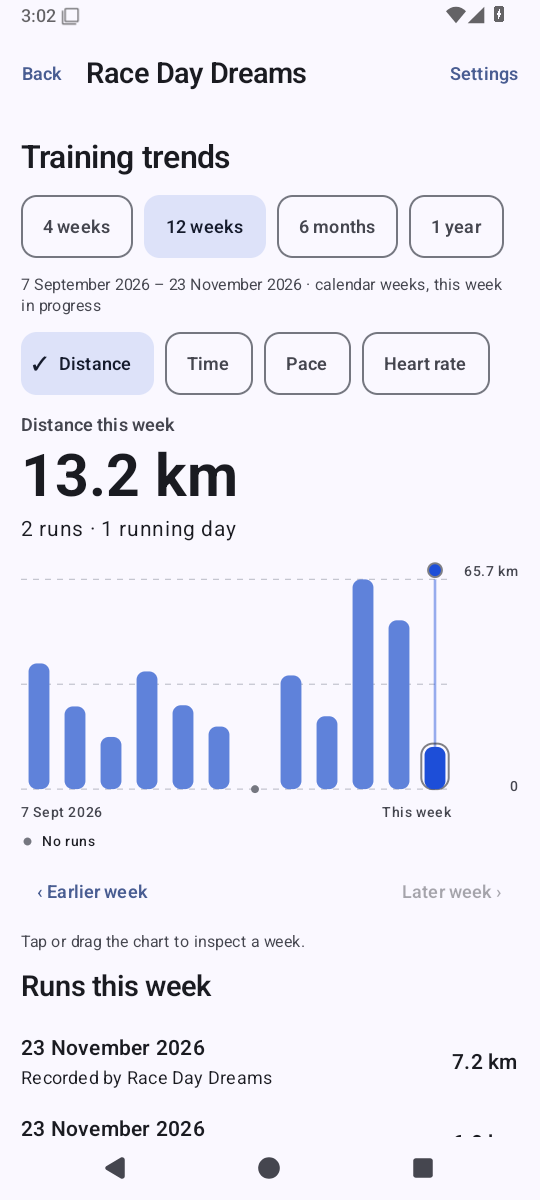 3:02
Back Race Day Dreams Settings
Training trends
4 weeks 12 weeks 6 months 1 year
7 September 2026 – 23 November 2026 · calendar weeks, this week
in progress
✓ Distance Time Pace Heart rate
Distance this week
13.2 km
2 runs · 1 running day
65.7 km
0
7 Sept 2026 This week
No runs
‹ Earlier week Later week ›
Tap or drag the chart to inspect a week.
Runs this week
23 November 2026
7.2 km
Recorded by Race Day Dreams
23 November 2026